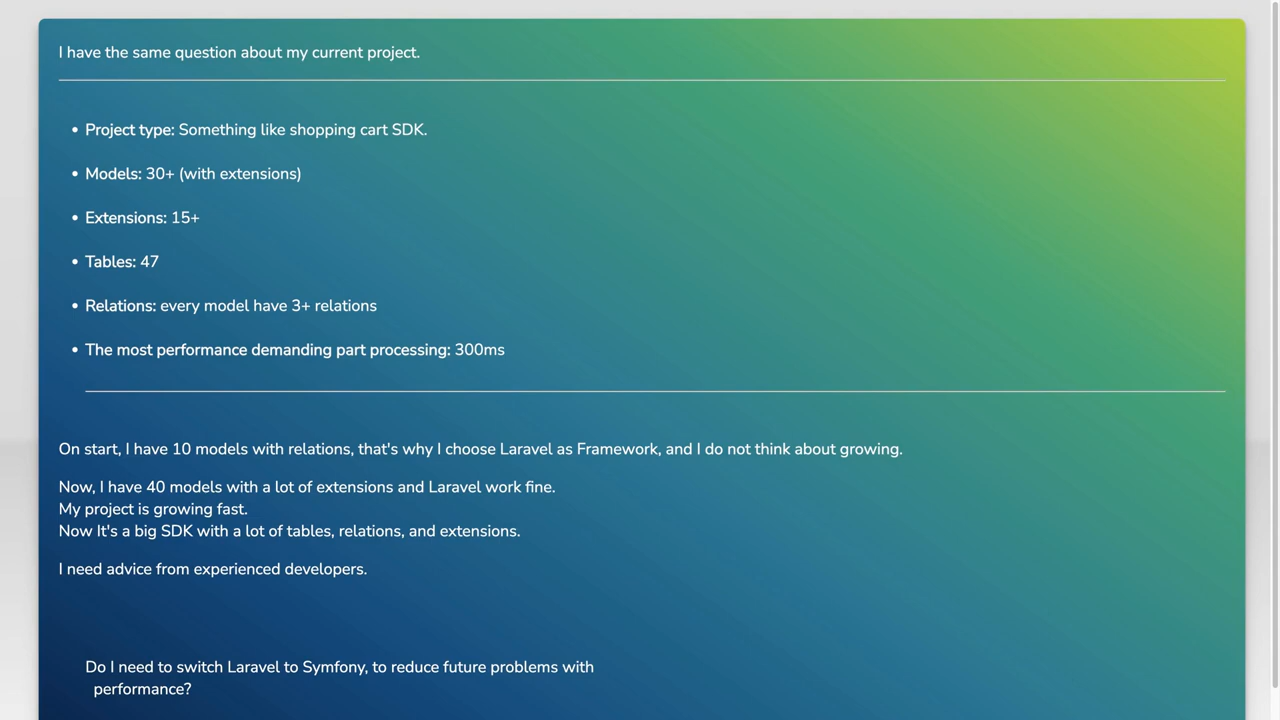 I have the same question about my current project.
• Project type: Something like shopping cart SDK.
• Models: 30+ (with extensions)
• Extensions: 15+
• Tables: 47
• Relations: every model have 3+ relations
• The most performance demanding part processing: 300ms
On start, I have 10 models with relations, that's why I choose Laravel as Framework, and I do not think about growing.
Now, I have 40 models with a lot of extensions and Laravel work fine.
My project is growing fast.
Now It's a big SDK with a lot of tables, relations, and extensions.
I need advice from experienced developers.
Do I need to switch Laravel to Symfony, to reduce future problems with
performance?